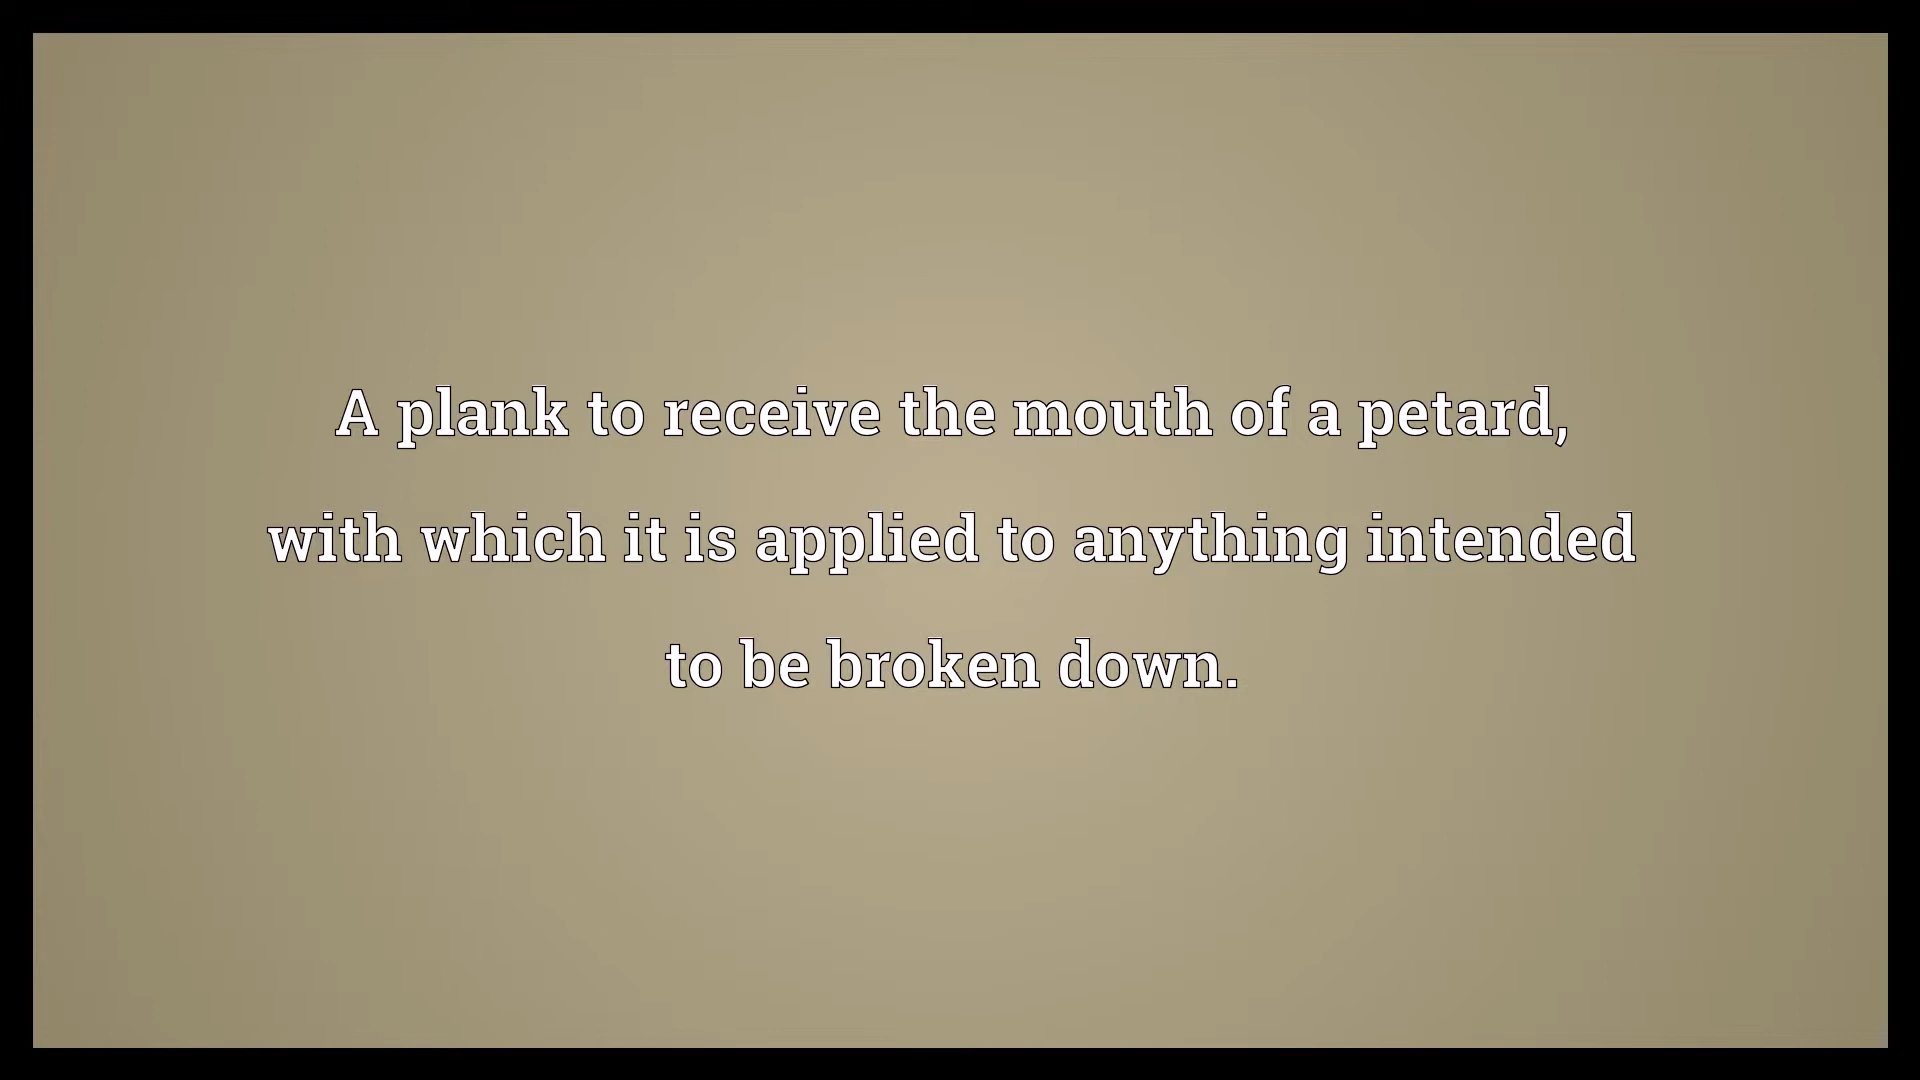 A plank to receive the mouth of a petard,
with which it is applied to anything intended
to be broken down.